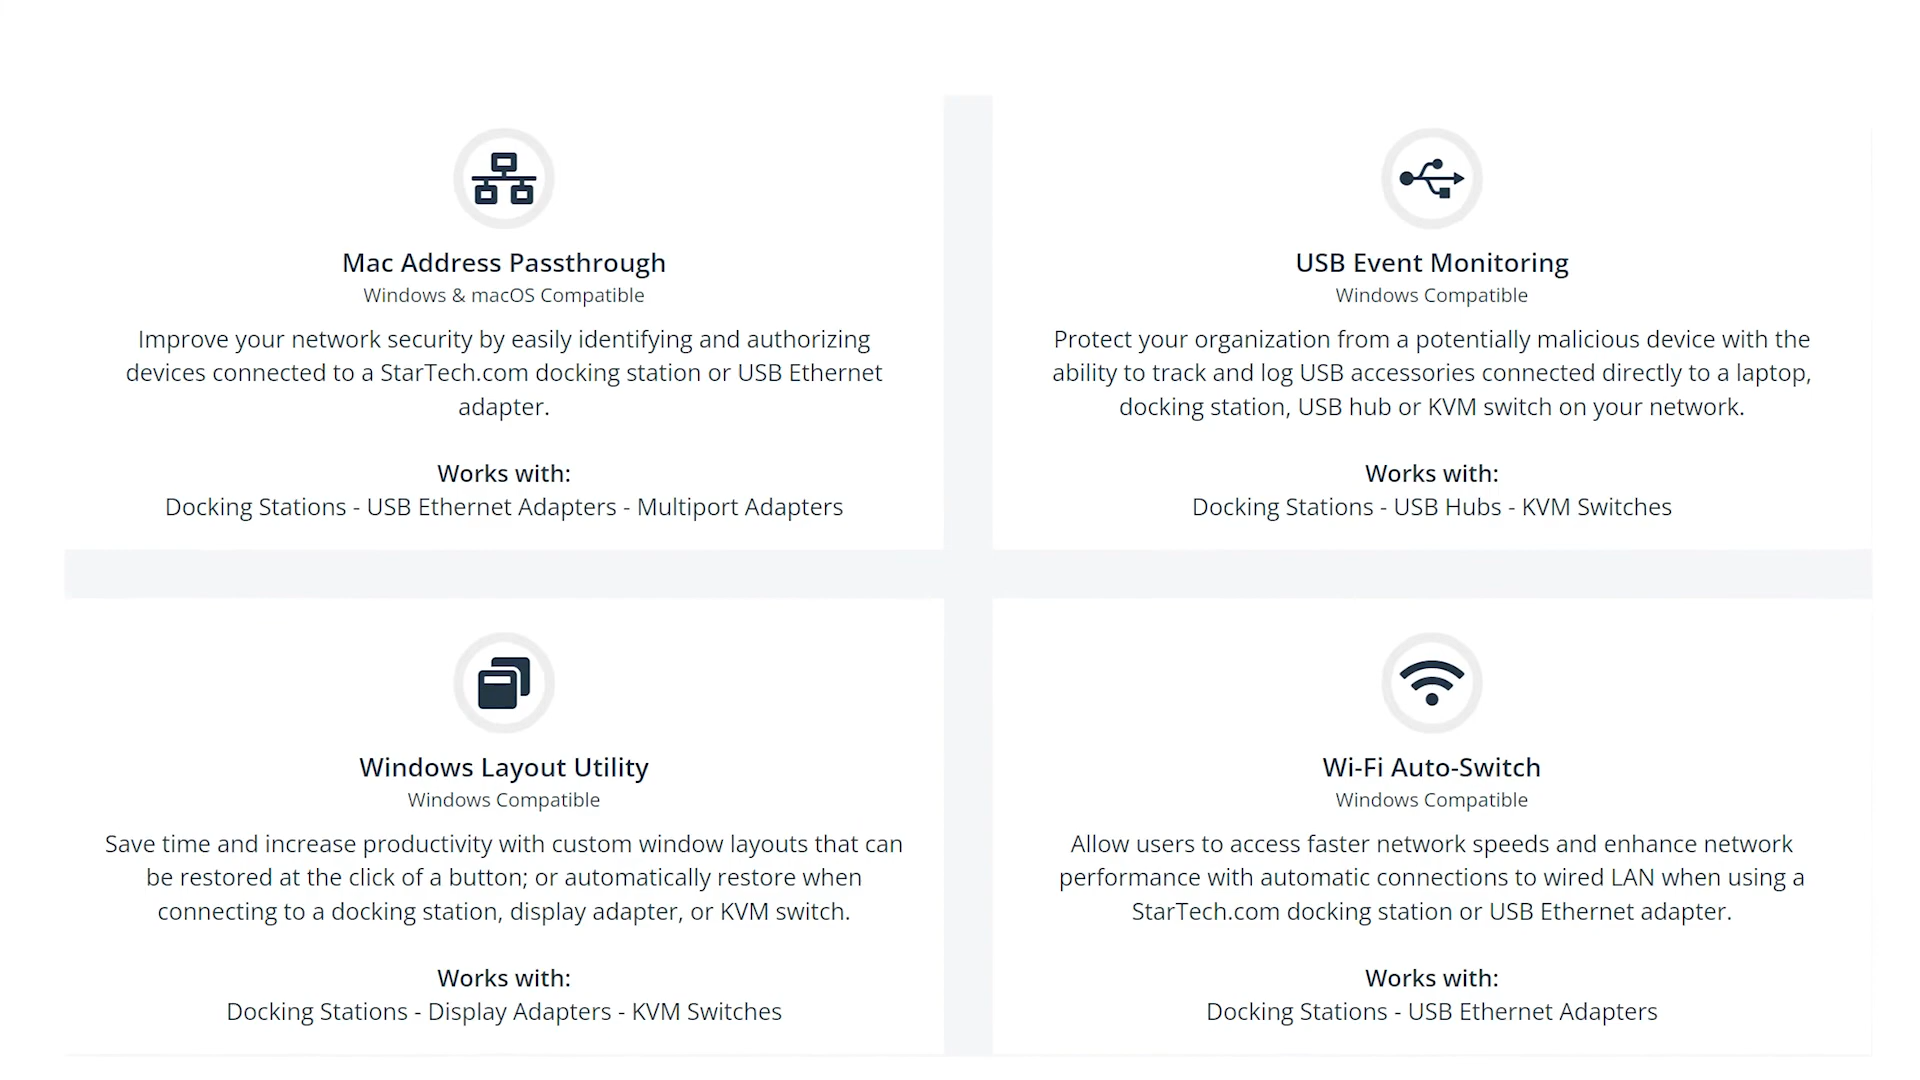 Mac Address Passthrough
Windows & macOS Compatible
Improve your network security by easily identifying and authorizing
devices connected to a StarTech.com docking station or USB Ethernet
adapter.
Works with:
Docking Stations - USB Ethernet Adapters - Multiport Adapters
USB Event Monitoring
Windows Compatible
Protect your organization from a potentially malicious device with the
ability to track and log USB accessories connected directly to a laptop,
docking station, USB hub or KVM switch on your network.
Works with:
Docking Stations - USB Hubs - KVM Switches
Windows Layout Utility
Windows Compatible
Save time and increase productivity with custom window layouts that can
be restored at the click of a button; or automatically restore when
connecting to a docking station, display adapter, or KVM switch.
Works with:
Docking Stations - Display Adapters - KVM Switches
Wi-Fi Auto-Switch
Windows Compatible
Allow users to access faster network speeds and enhance network
performance with automatic connections to wired LAN when using a
StarTech.com docking station or USB Ethernet adapter.
Works with:
Docking Stations - USB Ethernet Adapters